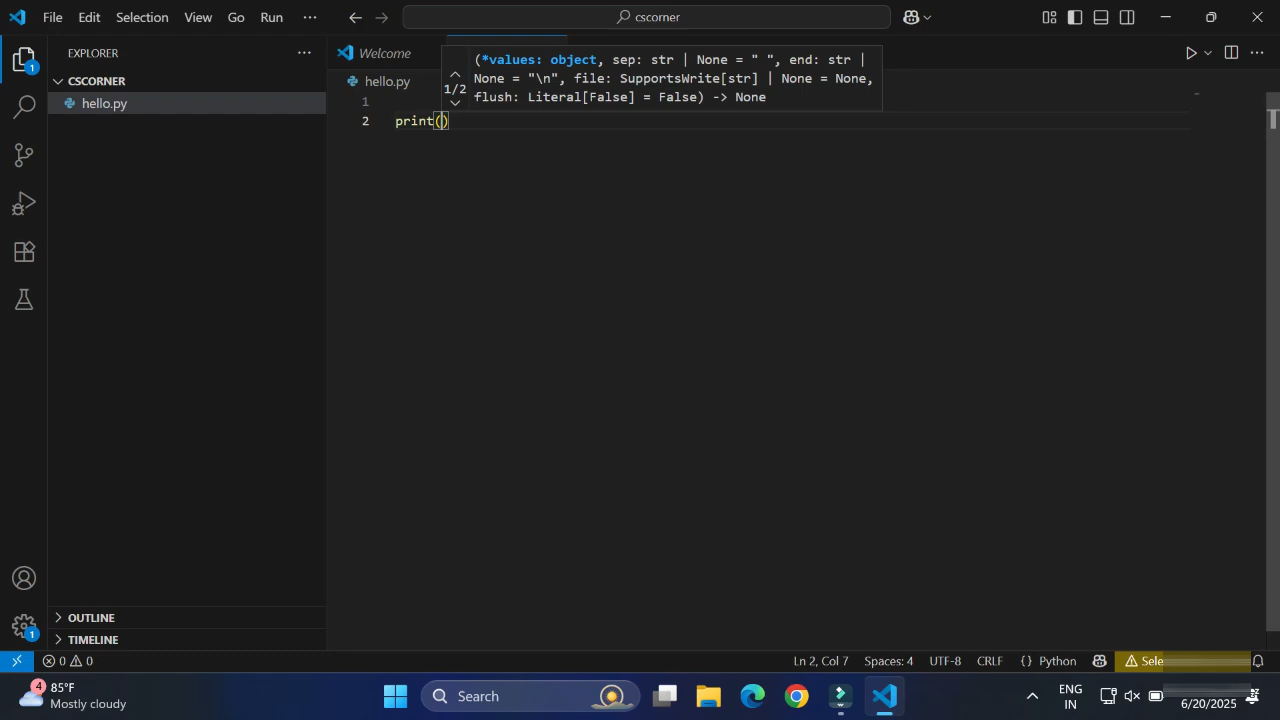 File Edit Selection View Go Run ···
cscorner
EXPLORER ···
Welcome
CSCORNER
hello.py
hello.py
(*values: object, sep: str | None = " ", end: str |
None = "\n", file: SupportsWrite[str] | None = None,
flush: Literal[False] = False) -> None
1/2
1
2 print()
OUTLINE
TIMELINE
1
1
0 0
Ln 2, Col 7 Spaces: 4 UTF-8 CRLF {} Python
Sele
4
85°F
Mostly cloudy
Search
ENG
IN
6/20/2025